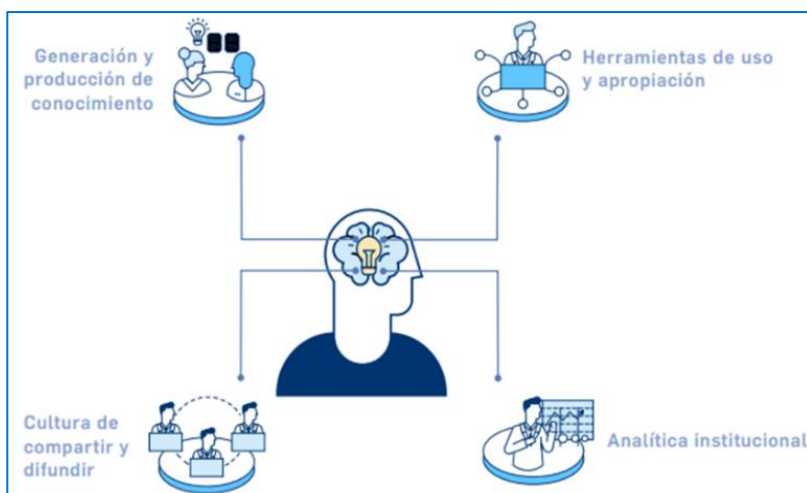 Generación y
producción de
conocimiento
Herramientas de uso
y apropiación
Cultura de
compartir y
difundir
Analítica institucional